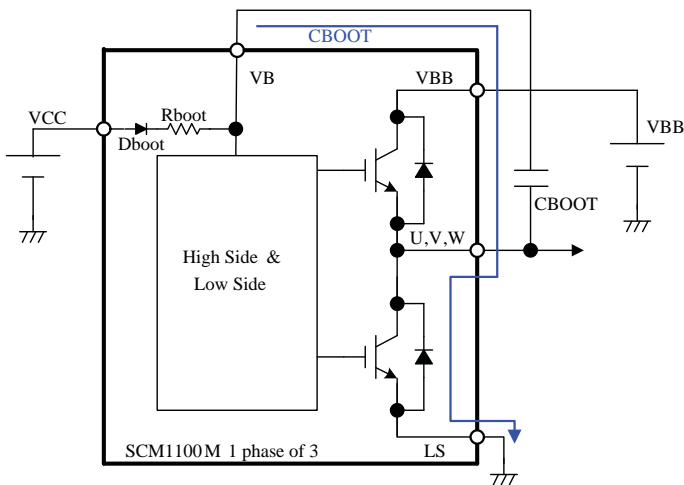 CBOOT
VB
VBB
VCC
Rboot
Dboot
VBB
CBOOT
U,V,W
High Side &
Low Side
SCM1100M 1 phase of 3
LS